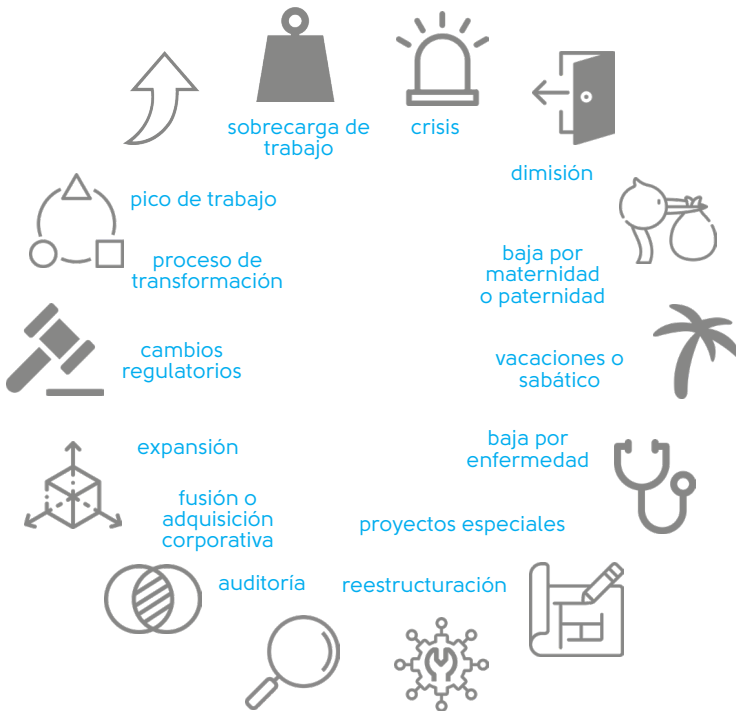 sobrecarga de
trabajo
crisis
dimisión
pico de trabajo
baja por
maternidad
o paternidad
proceso de
transformación
cambios
regulatorios
vacaciones o
sabático
baja por
enfermedad
expansión
fusión o
adquisición
corporativa
proyectos especiales
auditoría
reestructuración